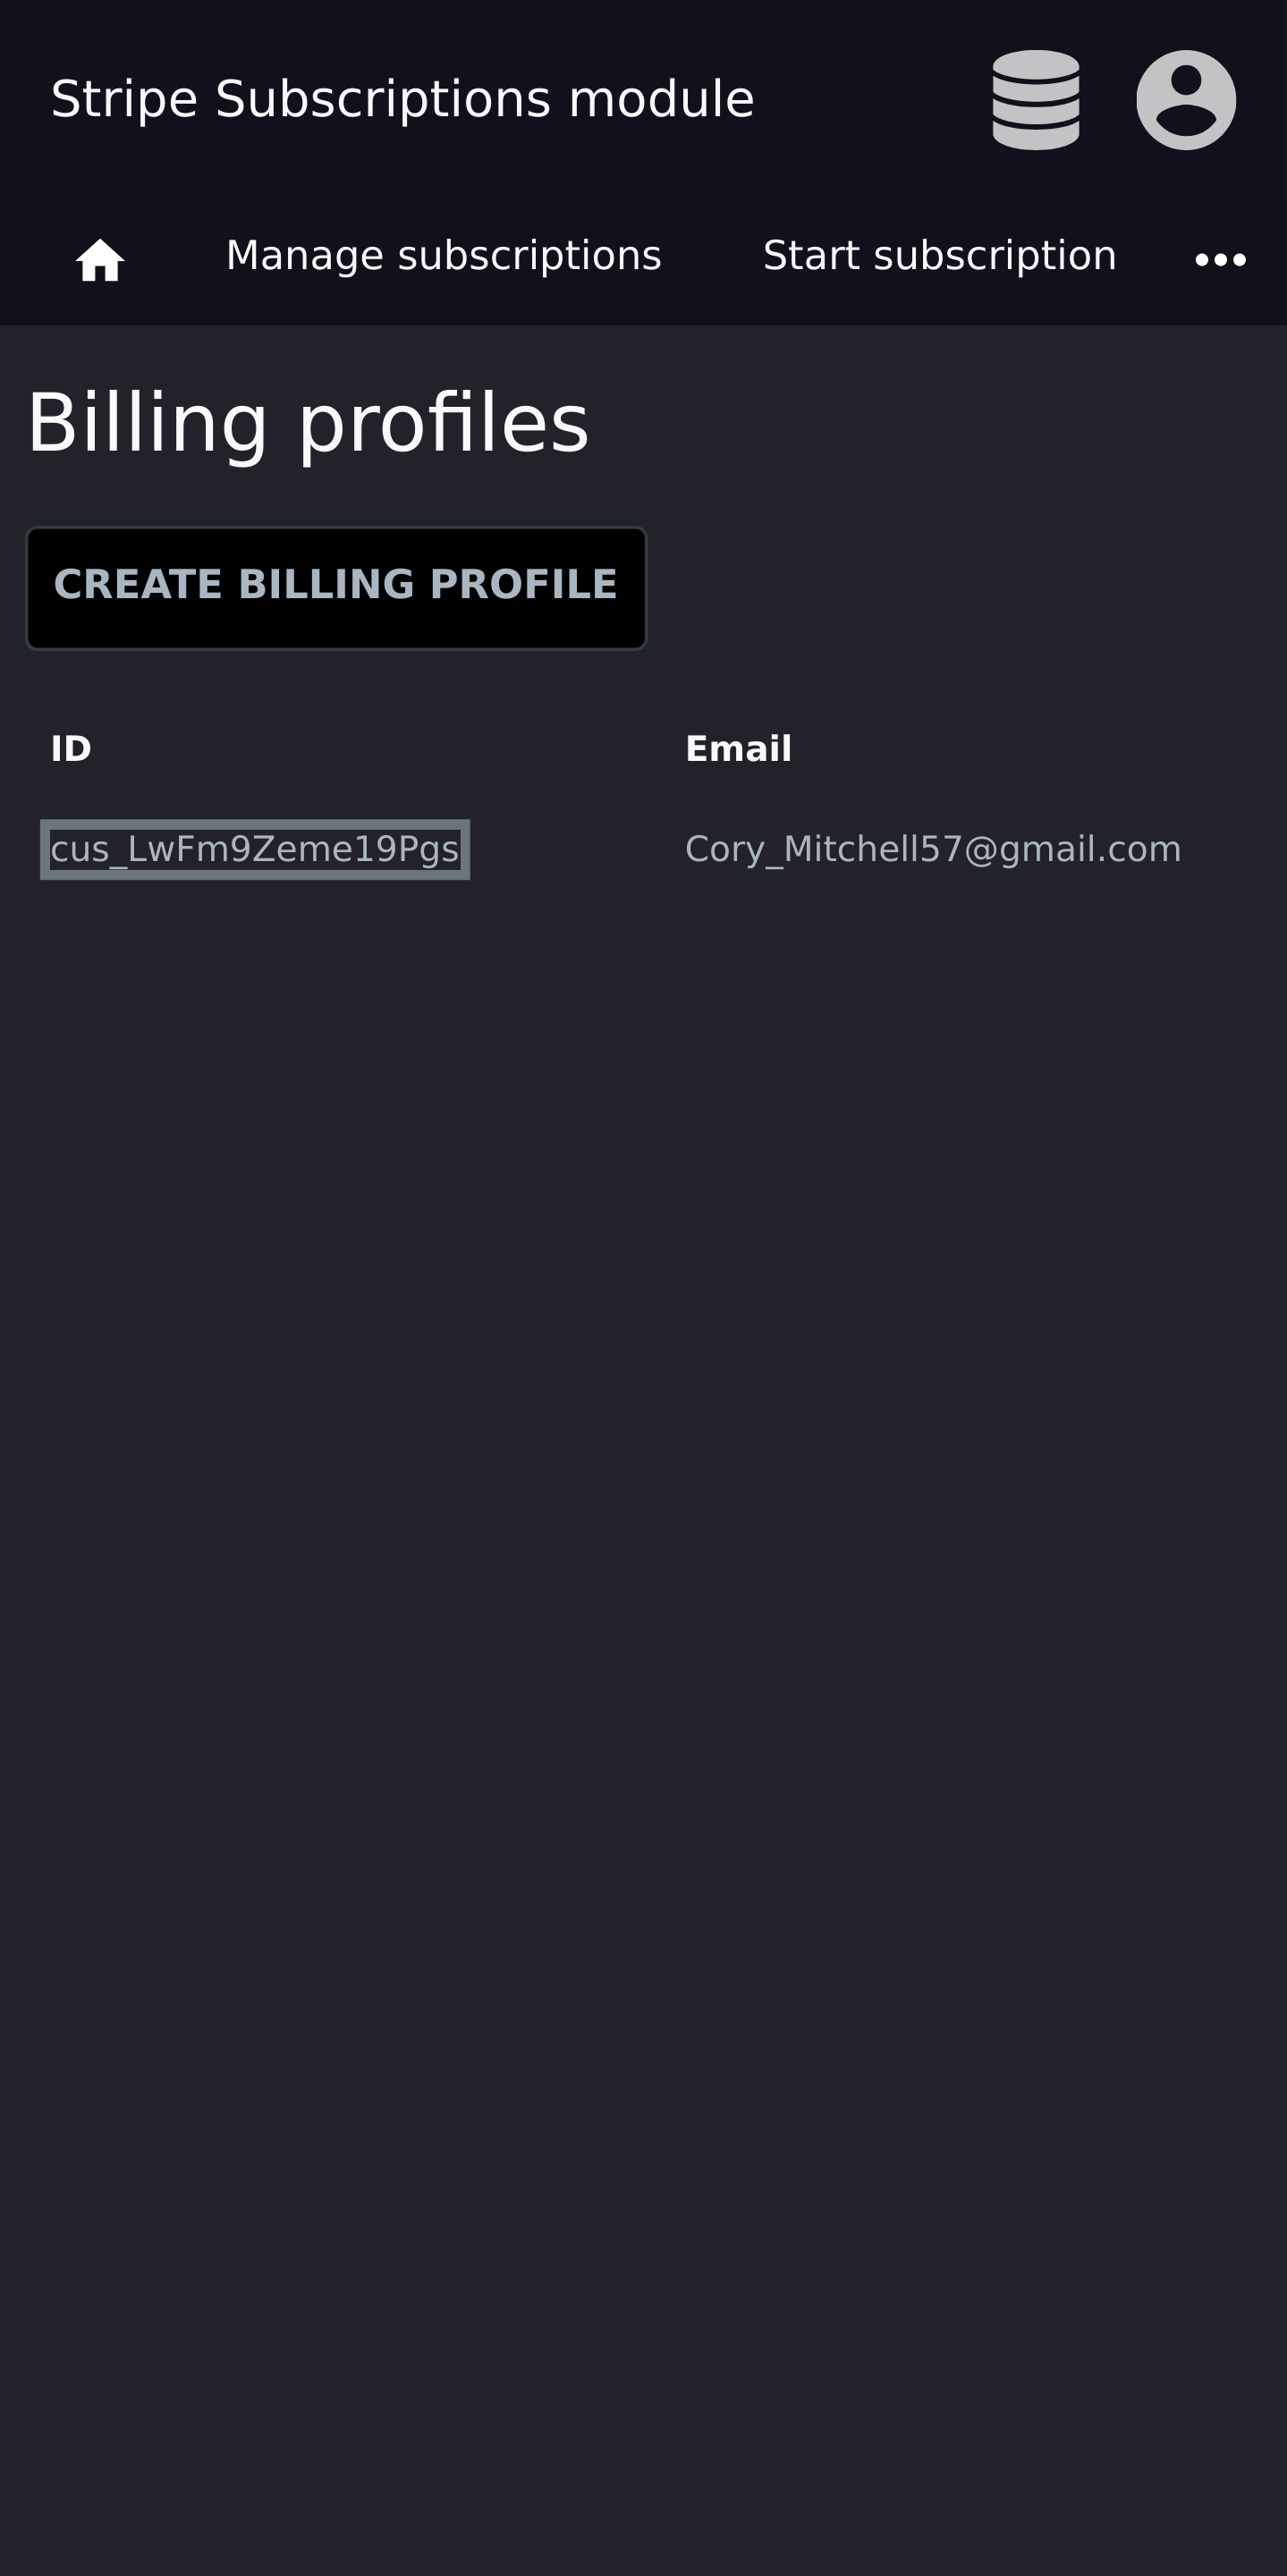 Stripe Subscriptions module
Manage subscriptions Start subscription
Billing profiles
CREATE BILLING PROFILE
ID Email
cus_LwFm9Zeme19Pgs Cory_Mitchell57@gmail.com